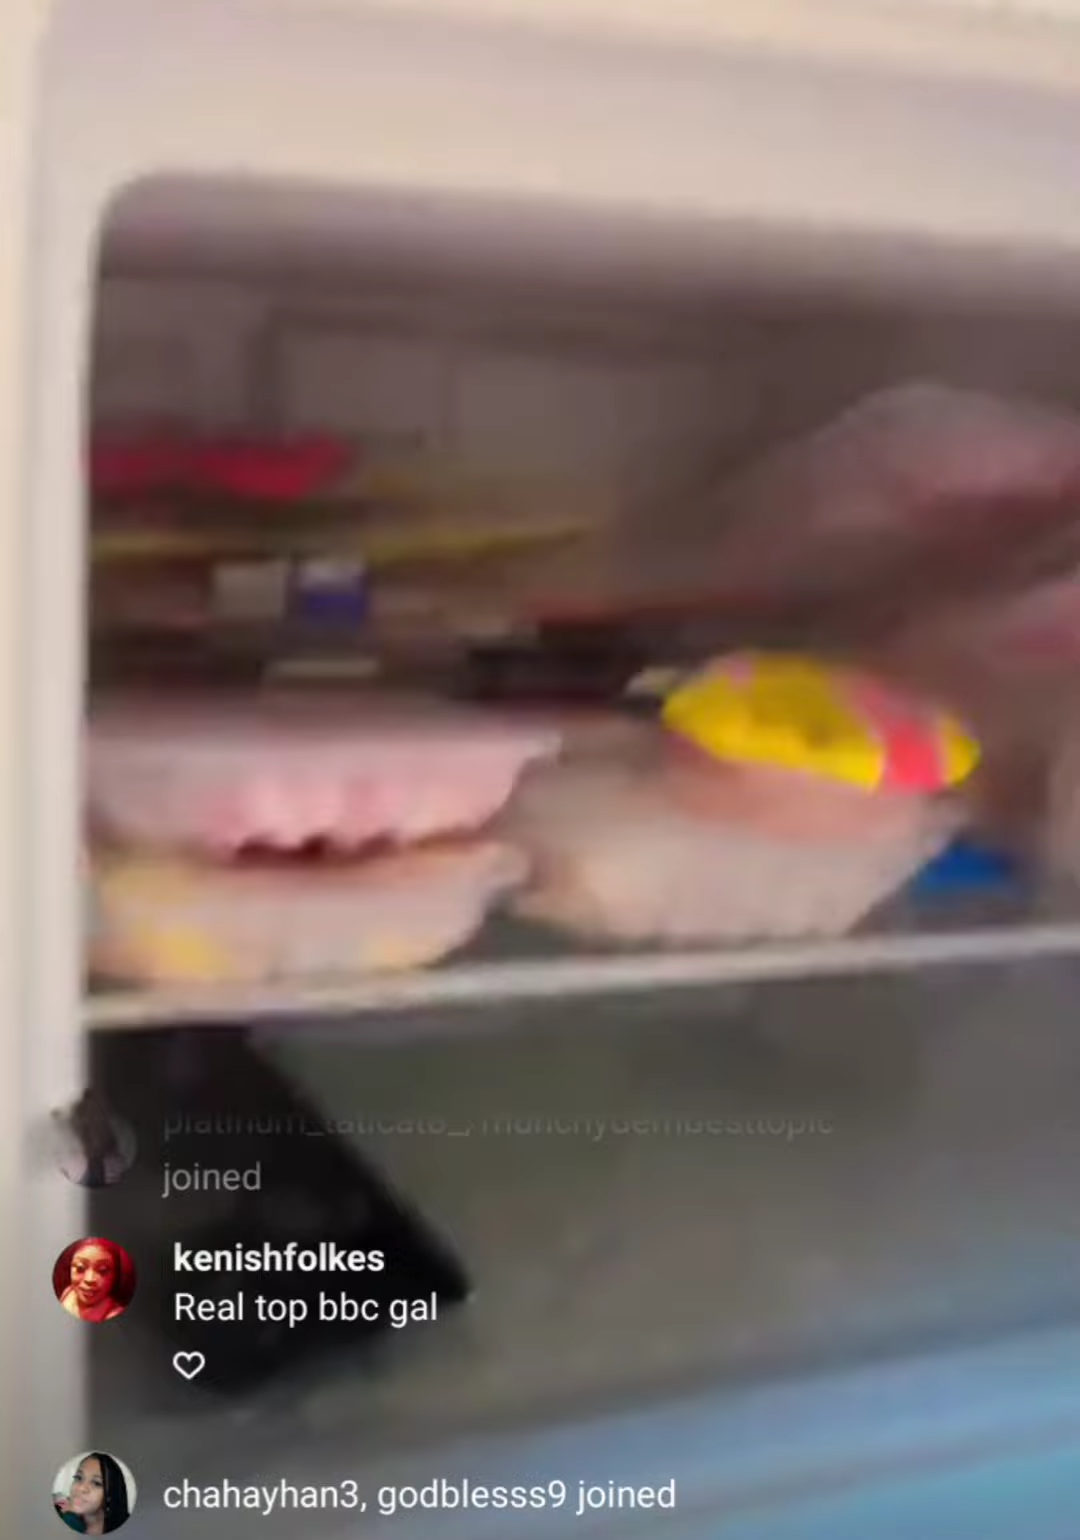 joined
kenishfolkes
Real top bbc gal
chahayhan3, godblesss9 joined